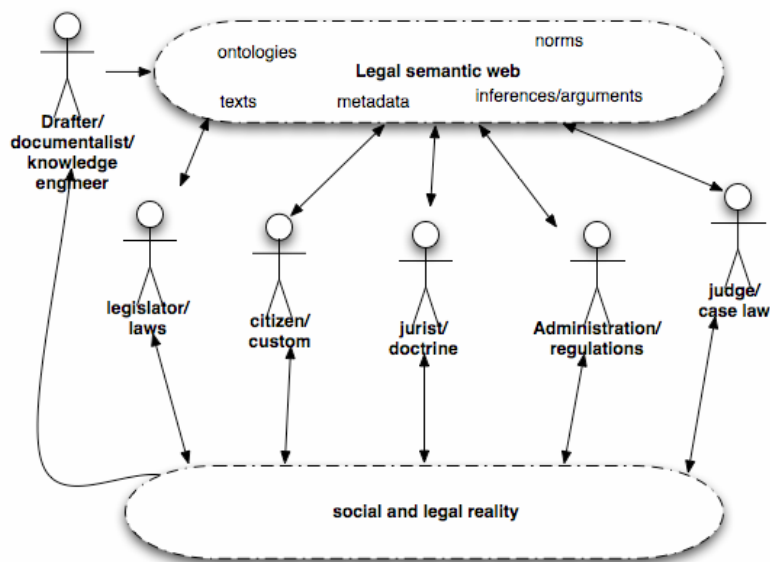 ontologies
norms
Legal semantic web
texts
metadata
inferences/arguments
Drafter/
documentalist/
knowledge
engineer
legislator/
laws
citizen/
custom
jurist/
doctrine
Administration/
regulations
judge/
case law
social and legal reality